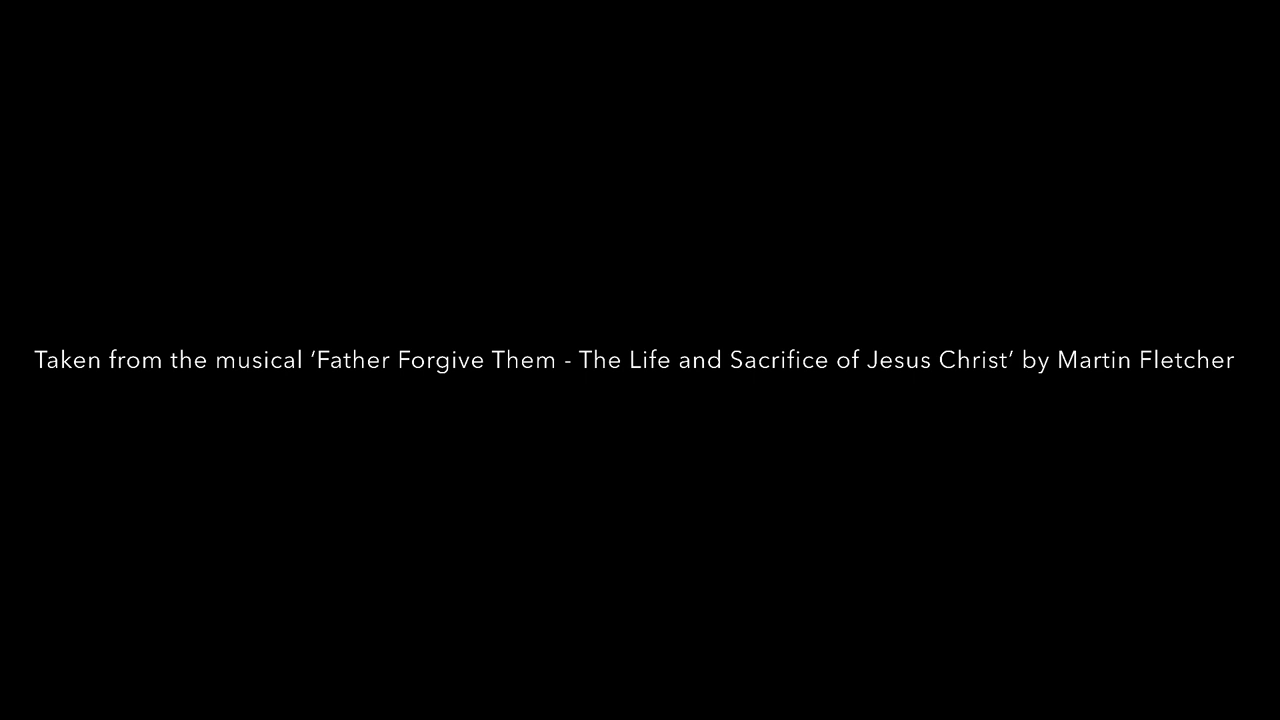 Taken from the musical ‘Father Forgive Them - The Life and Sacrifice of Jesus Christ’ by Martin Fletcher